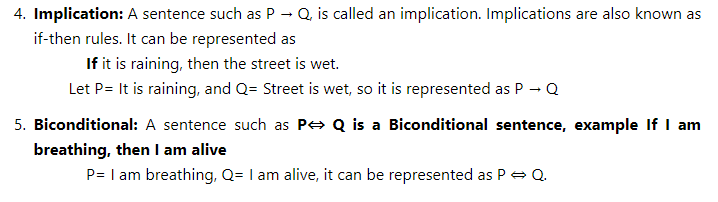 4. Implication: A sentence such as P → Q, is called an implication. Implications are also known as
if-then rules. It can be represented as
If it is raining, then the street is wet.
Let P= It is raining, and Q= Street is wet, so it is represented as P → Q
5. Biconditional: A sentence such as P⇔ Q is a Biconditional sentence, example If I am
breathing, then I am alive
P= I am breathing, Q= I am alive, it can be represented as P ⇔ Q.